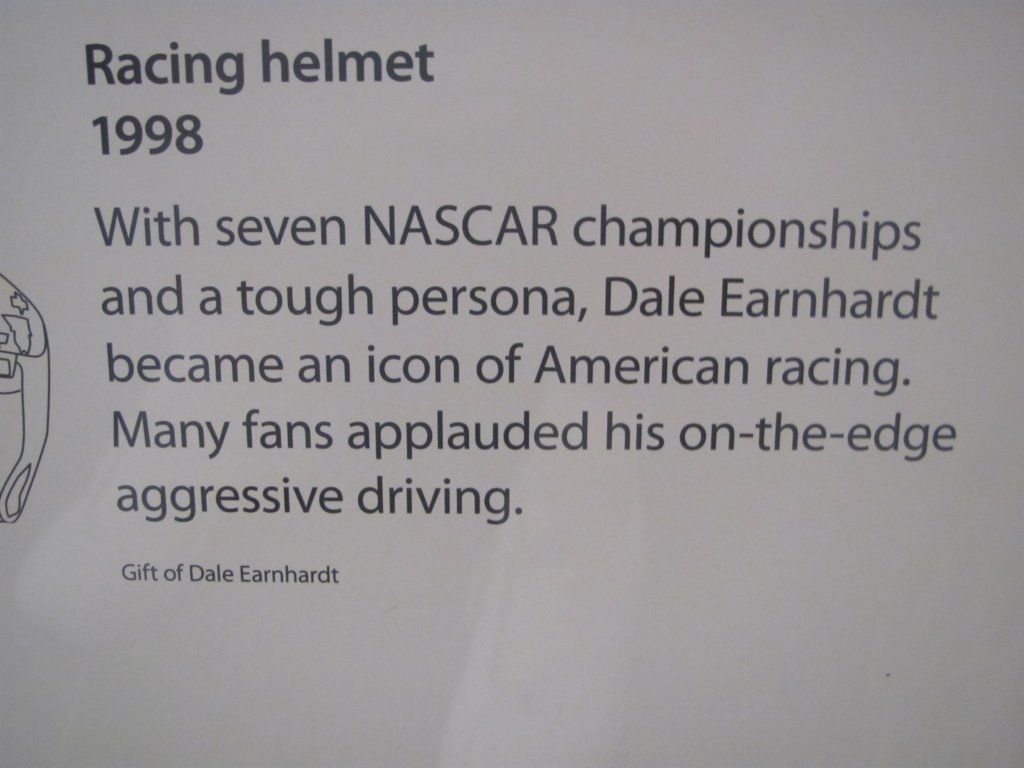 Racing helmet
1998
With seven NASCAR championships
and a tough persona, Dale Earnhardt
became an icon of American racing.
Many fans applauded his on-the-edge
aggressive driving.
Gift of Dale Earnhardt